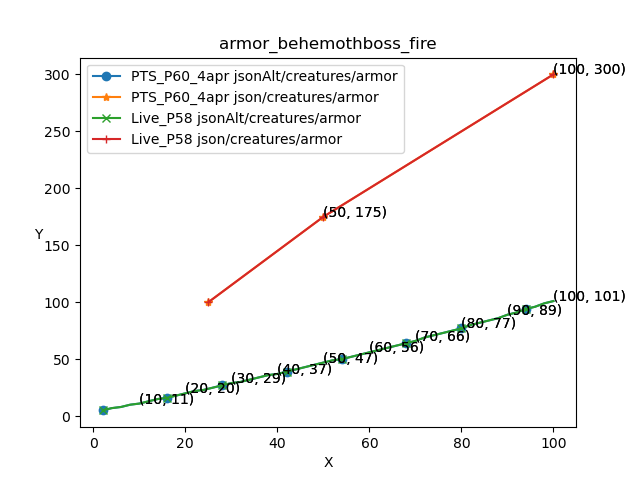 armor_behemothboss_fire
PTS_P60_4apr jsonAlt/creatures/armor
PTS_P60_4apr json/creatures/armor
Live_P58 jsonAlt/creatures/armor
Live_P58 json/creatures/armor
(100, 300)
(50, 175)
(100, 101)
(90, 89)
(80, 77)
(70, 66)
(60, 56)
(50, 47)
(40, 37)
(30, 29)
(20, 20)
(10, 11)
300
250
200
150
100
50
0
Y
0 20 40 60 80 100
X